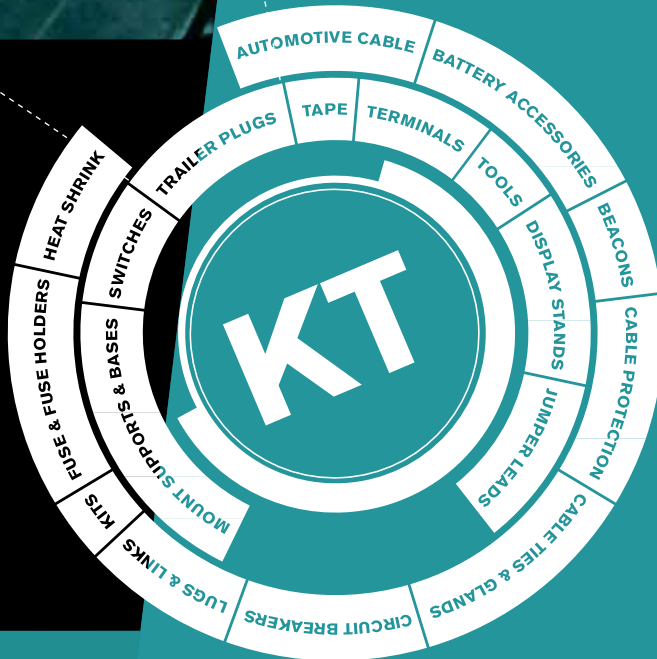 AUTOMOTIVE CABLE
BATTERY ACCESSORIES
BEACONS
CABLE PROTECTION
CABLE TIES & GLANDS
CIRCUIT BREAKERS
LUGS & LINKS
KITS
FUSE & FUSE HOLDERS
HEAT SHRINK
TRAILER PLUGS
TAPE
TERMINALS
TOOLS
DISPLAY STANDS
JUMPER LEADS
MOUNT SUPPORTS & BASES
SWITCHES
KT